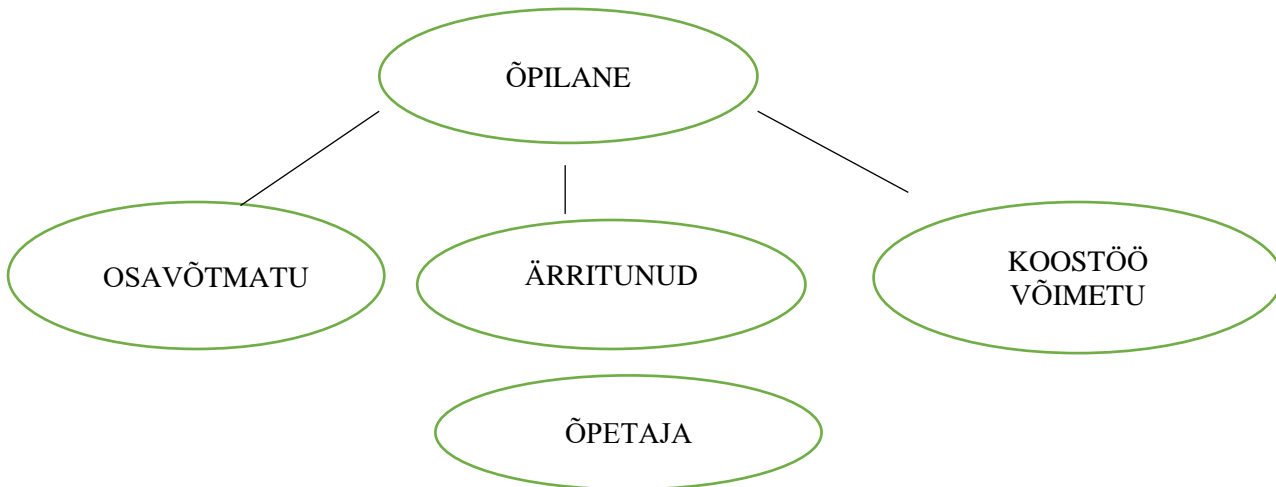 ÕPILANE
OSAVÕTMATU
ÄRRITUNUD
KOOSTÖÖ
VÕIMETU
ÕPETAJA